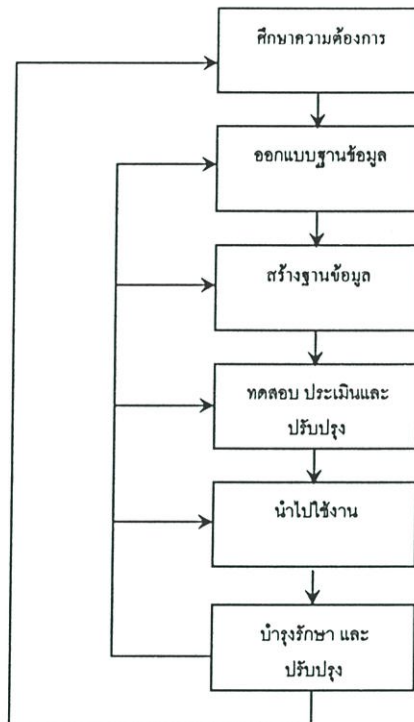 ศึกษาความต้องการ
ออกแบบฐานข้อมูล
สร้างฐานข้อมูล
ทดสอบ ประเมินและ
ปรับปรุง
นำไปใช้งาน
บำรุงรักษา และ
ปรับปรุง